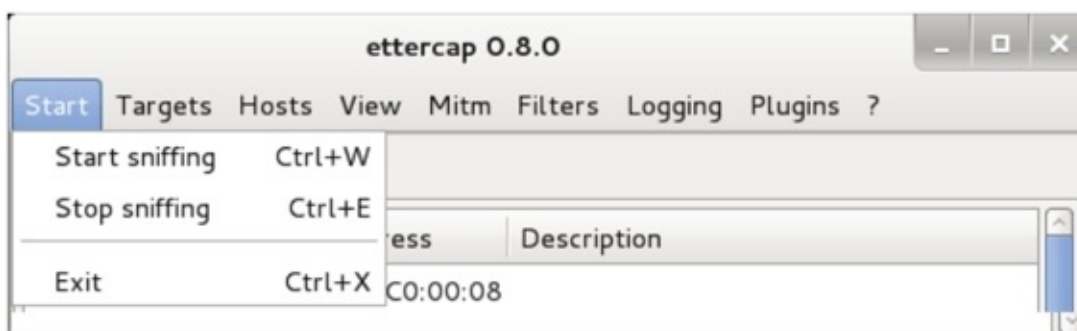 ettercap 0.8.0
Start Targets Hosts View Mitm Filters Logging Plugins ?
Start sniffing Ctrl+W
Stop sniffing Ctrl+E
ess Description
Exit Ctrl+X
C0:00:08